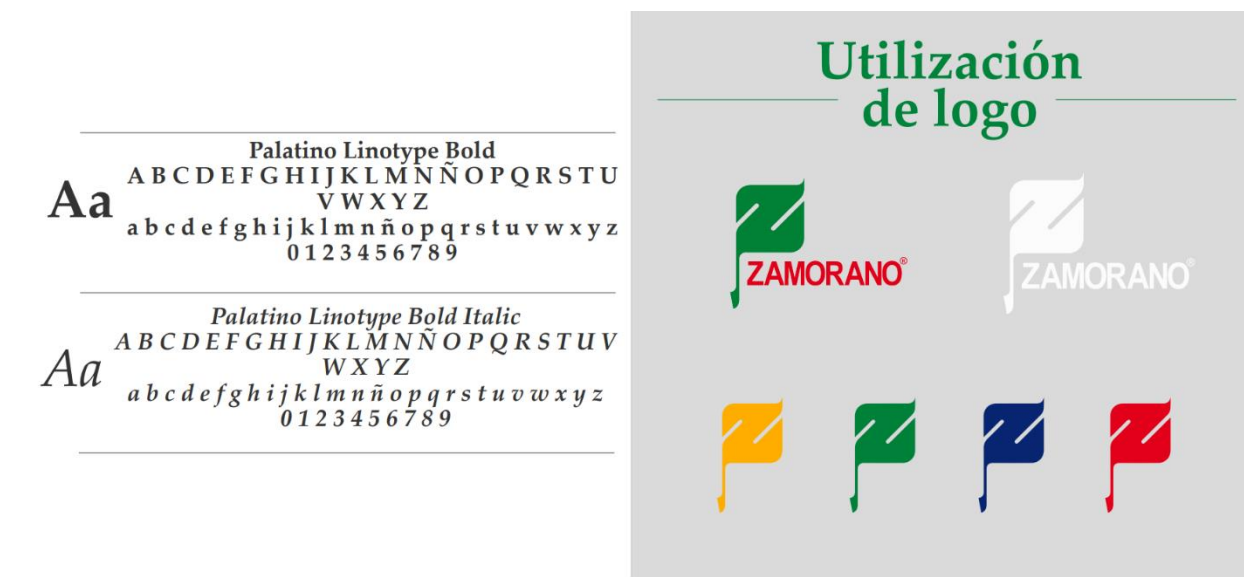 Aa
Palatino Linotype Bold
A B C D E F G H I J K L M N Ñ O P Q R S T U
V W X Y Z
a b c d e f g h i j k l m n ñ o p q r s t u v w x y z
0 1 2 3 4 5 6 7 8 9
Aa
Palatino Linotype Bold Italic
A B C D E F G H I J K L M N Ñ O P Q R S T U V
W X Y Z
a b c d e f g h i j k l m n ñ o p q r s t u v w x y z
0 1 2 3 4 5 6 7 8 9
Utilización
de logo
ZAMORANO®
ZAMORANO®